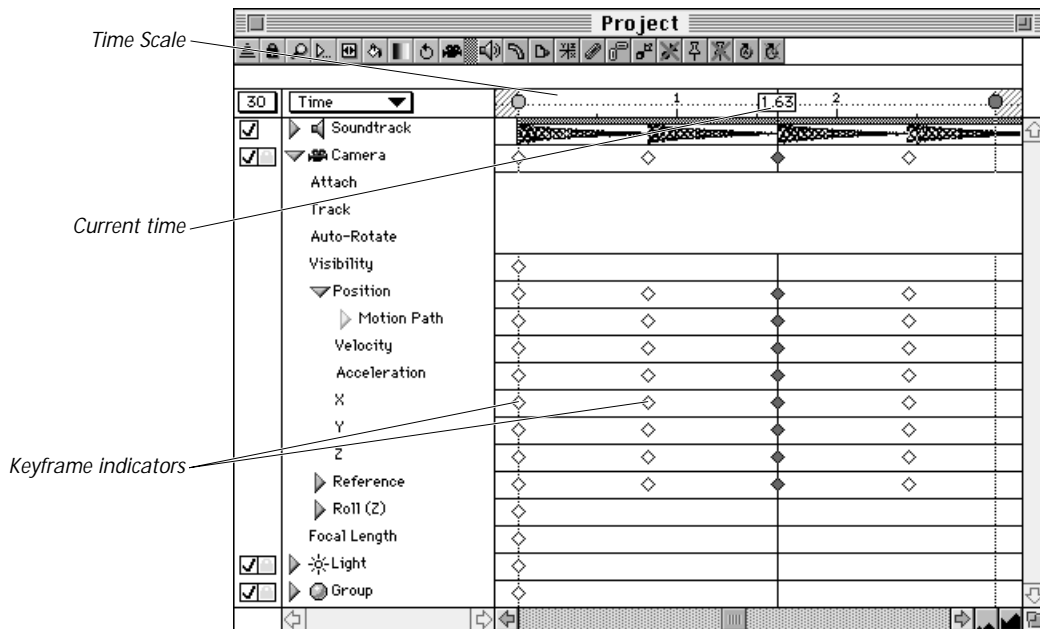 Project
Time Scale
30 Time 1 1.63 2
Soundtrack
Camera
Attach
Track
Current time
Auto-Rotate
Visibility
Position
Motion Path
Velocity
Acceleration
X
Y
Z
Keyframe indicators
Reference
Roll (Z)
Focal Length
Light
Group